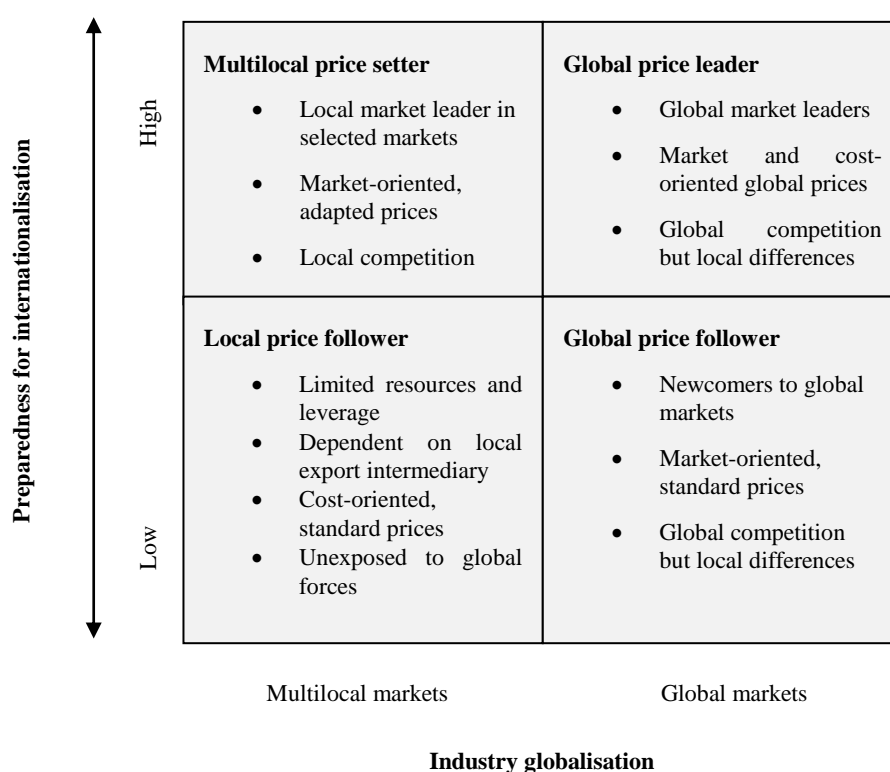 Multilocal price setter
• Local market leader in
selected markets
• Market-oriented,
adapted prices
• Local competition
Global price leader
• Global market leaders
• Market and cost-
oriented global prices
• Global competition
but local differences
High
Preparedness for internationalisation
Local price follower
• Limited resources and
leverage
• Dependent on local
export intermediary
• Cost-oriented,
standard prices
• Unexposed to global
forces
Global price follower
• Newcomers to global
markets
• Market-oriented,
standard prices
• Global competition
but local differences
Low
Multilocal markets
Global markets
Industry globalisation